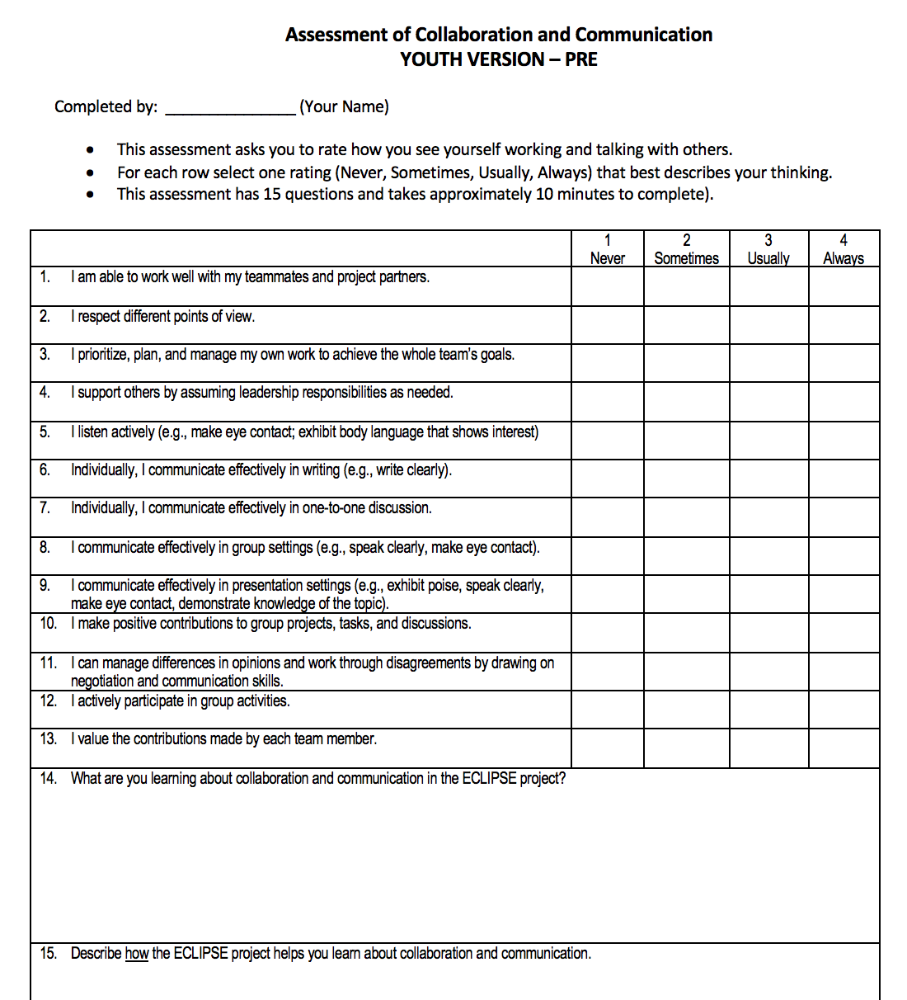 Assessment of Collaboration and Communication
YOUTH VERSION – PRE
Completed by: _______________ (Your Name)
• This assessment asks you to rate how you see yourself working and talking with others.
• For each row select one rating (Never, Sometimes, Usually, Always) that best describes your thinking.
• This assessment has 15 questions and takes approximately 10 minutes to complete).
1 2 3 4
Never Sometimes Usually Always
1. I am able to work well with my teammates and project partners.
2. I respect different points of view.
3. I prioritize, plan, and manage my own work to achieve the whole team's goals.
4. I support others by assuming leadership responsibilities as needed.
5. I listen actively (e.g., make eye contact; exhibit body language that shows interest)
6. Individually, I communicate effectively in writing (e.g., write clearly).
7. Individually, I communicate effectively in one-to-one discussion.
8. I communicate effectively in group settings (e.g., speak clearly, make eye contact).
9. I communicate effectively in presentation settings (e.g., exhibit poise, speak clearly,
make eye contact, demonstrate knowledge of the topic).
10. I make positive contributions to group projects, tasks, and discussions.
11. I can manage differences in opinions and work through disagreements by drawing on
negotiation and communication skills.
12. I actively participate in group activities.
13. I value the contributions made by each team member.
14. What are you learning about collaboration and communication in the ECLIPSE project?
15. Describe how the ECLIPSE project helps you learn about collaboration and communication.